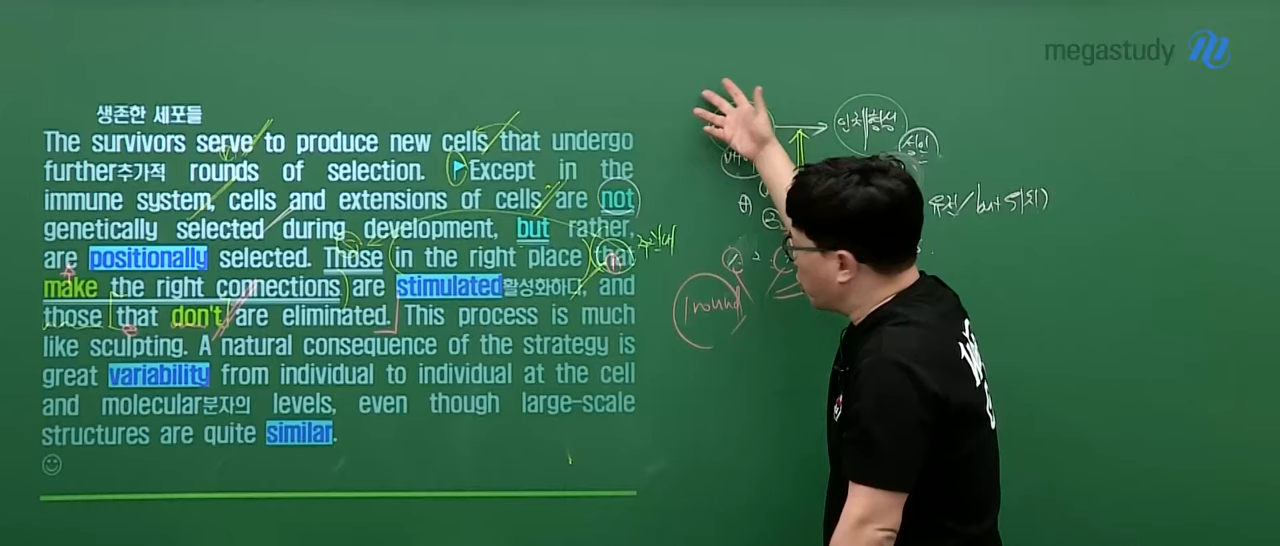 megastudy
생존한 세포들
The survivors serve to produce new cells that undergo
further추가적 rounds of selection. Except in the
immune system, cells and extensions of cells are not
genetically selected during development, but rather,
are positionally selected. Those in the right place that
make the right connections are stimulated활성화하다, and
those that don't are eliminated. This process is much
like sculpting. A natural consequence of the strategy is
great variability from individual to individual at the cell
and molecular분자의 levels, even though large-scale
structures are quite similar.
인체형성
유전/but 위치
1 round